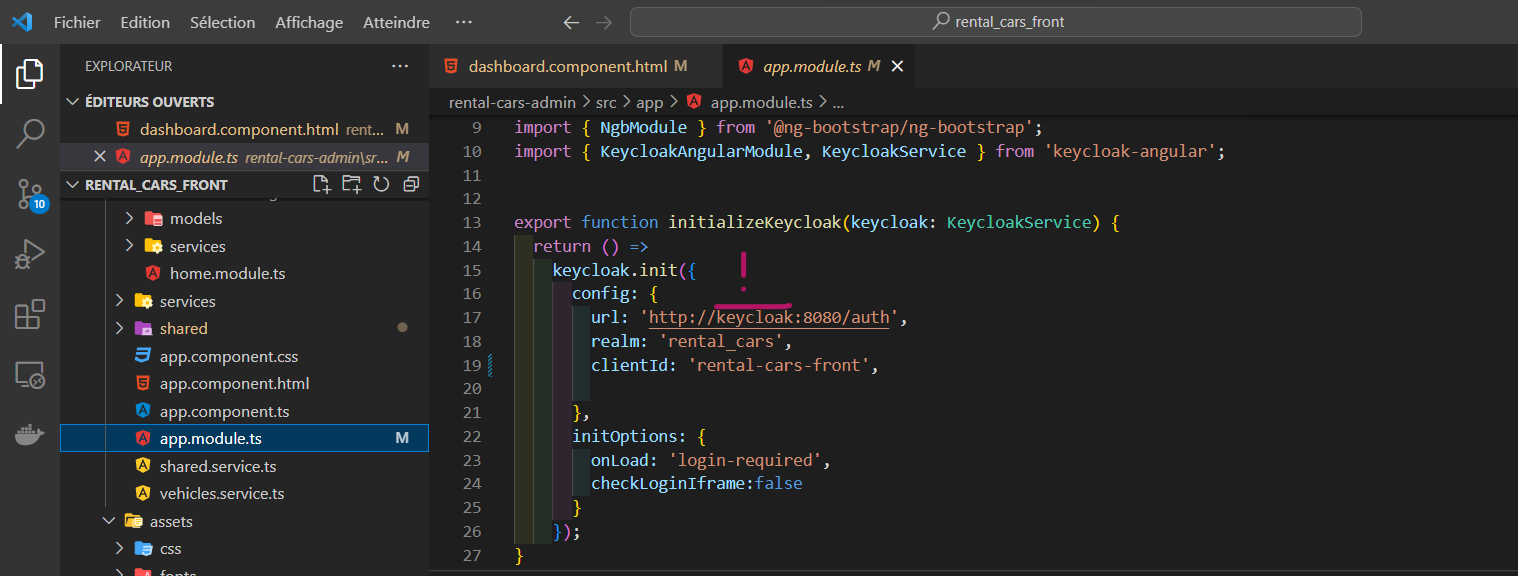 Fichier Edition Sélection Affichage Atteindre ··· rental_cars_front
EXPLORATEUR ···
ÉDITEURS OUVERTS
dashboard.component.html rent... M
app.module.ts rental-cars-admin\sr... M
RENTAL_CARS_FRONT
models
services
home.module.ts
services
shared
app.component.css
app.component.html
app.component.ts
app.module.ts M
shared.service.ts
vehicles.service.ts
assets
css
fonts
10
dashboard.component.html M app.module.ts M
rental-cars-admin > src > app > app.module.ts > ...
9 import { NgbModule } from '@ng-bootstrap/ng-bootstrap';
10 import { KeycloakAngularModule, KeycloakService } from 'keycloak-angular';
11
12
13 export function initializeKeycloak(keycloak: KeycloakService) {
14 return () =>
15 keycloak.init({
16 config: {
17 url: 'http://keycloak:8080/auth',
18 realm: 'rental_cars',
19 clientId: 'rental-cars-front',
20
21 },
22 initOptions: {
23 onLoad: 'login-required',
24 checkLoginIframe:false
25 }
26 });
27 }
!